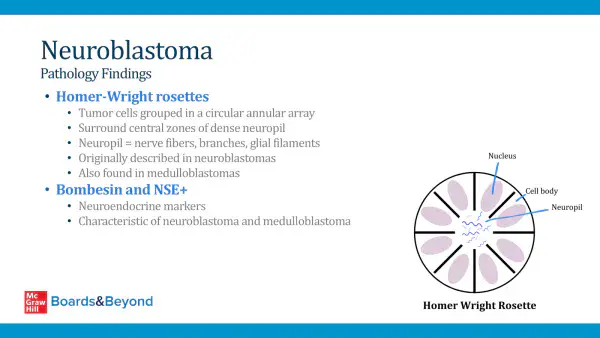 Neuroblastoma
Pathology Findings
• Homer-Wright rosettes
• Tumor cells grouped in a circular annular array
• Surround central zones of dense neuropil
• Neuropil = nerve fibers, branches, glial filaments
• Originally described in neuroblastomas
• Also found in medulloblastomas
• Bombesin and NSE+
• Neuroendocrine markers
• Characteristic of neuroblastoma and medulloblastoma
Nucleus
Cell body
Neuropil
Homer Wright Rosette
Mc
Graw
Hill
Boards&Beyond